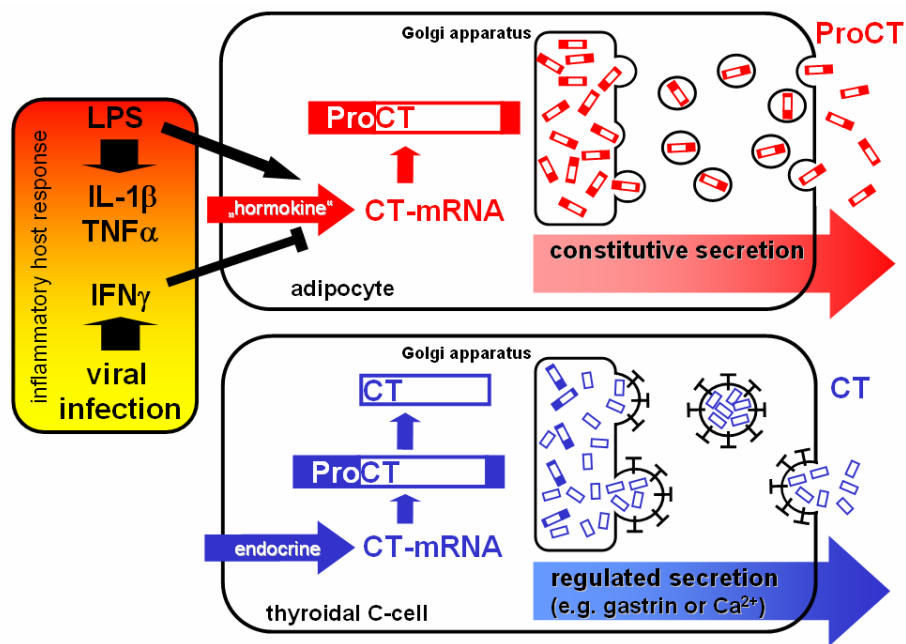 inflammatory host response
LPS
IL-1β
TNFα
IFNγ
viral
infection
Golgi apparatus
ProCT
ProCT
„hormokine“
CT-mRNA
constitutive secretion
adipocyte
Golgi apparatus
CT
CT
ProCT
endocrine
CT-mRNA
regulated secretion
(e.g. gastrin or Ca²⁺)
thyroidal C-cell